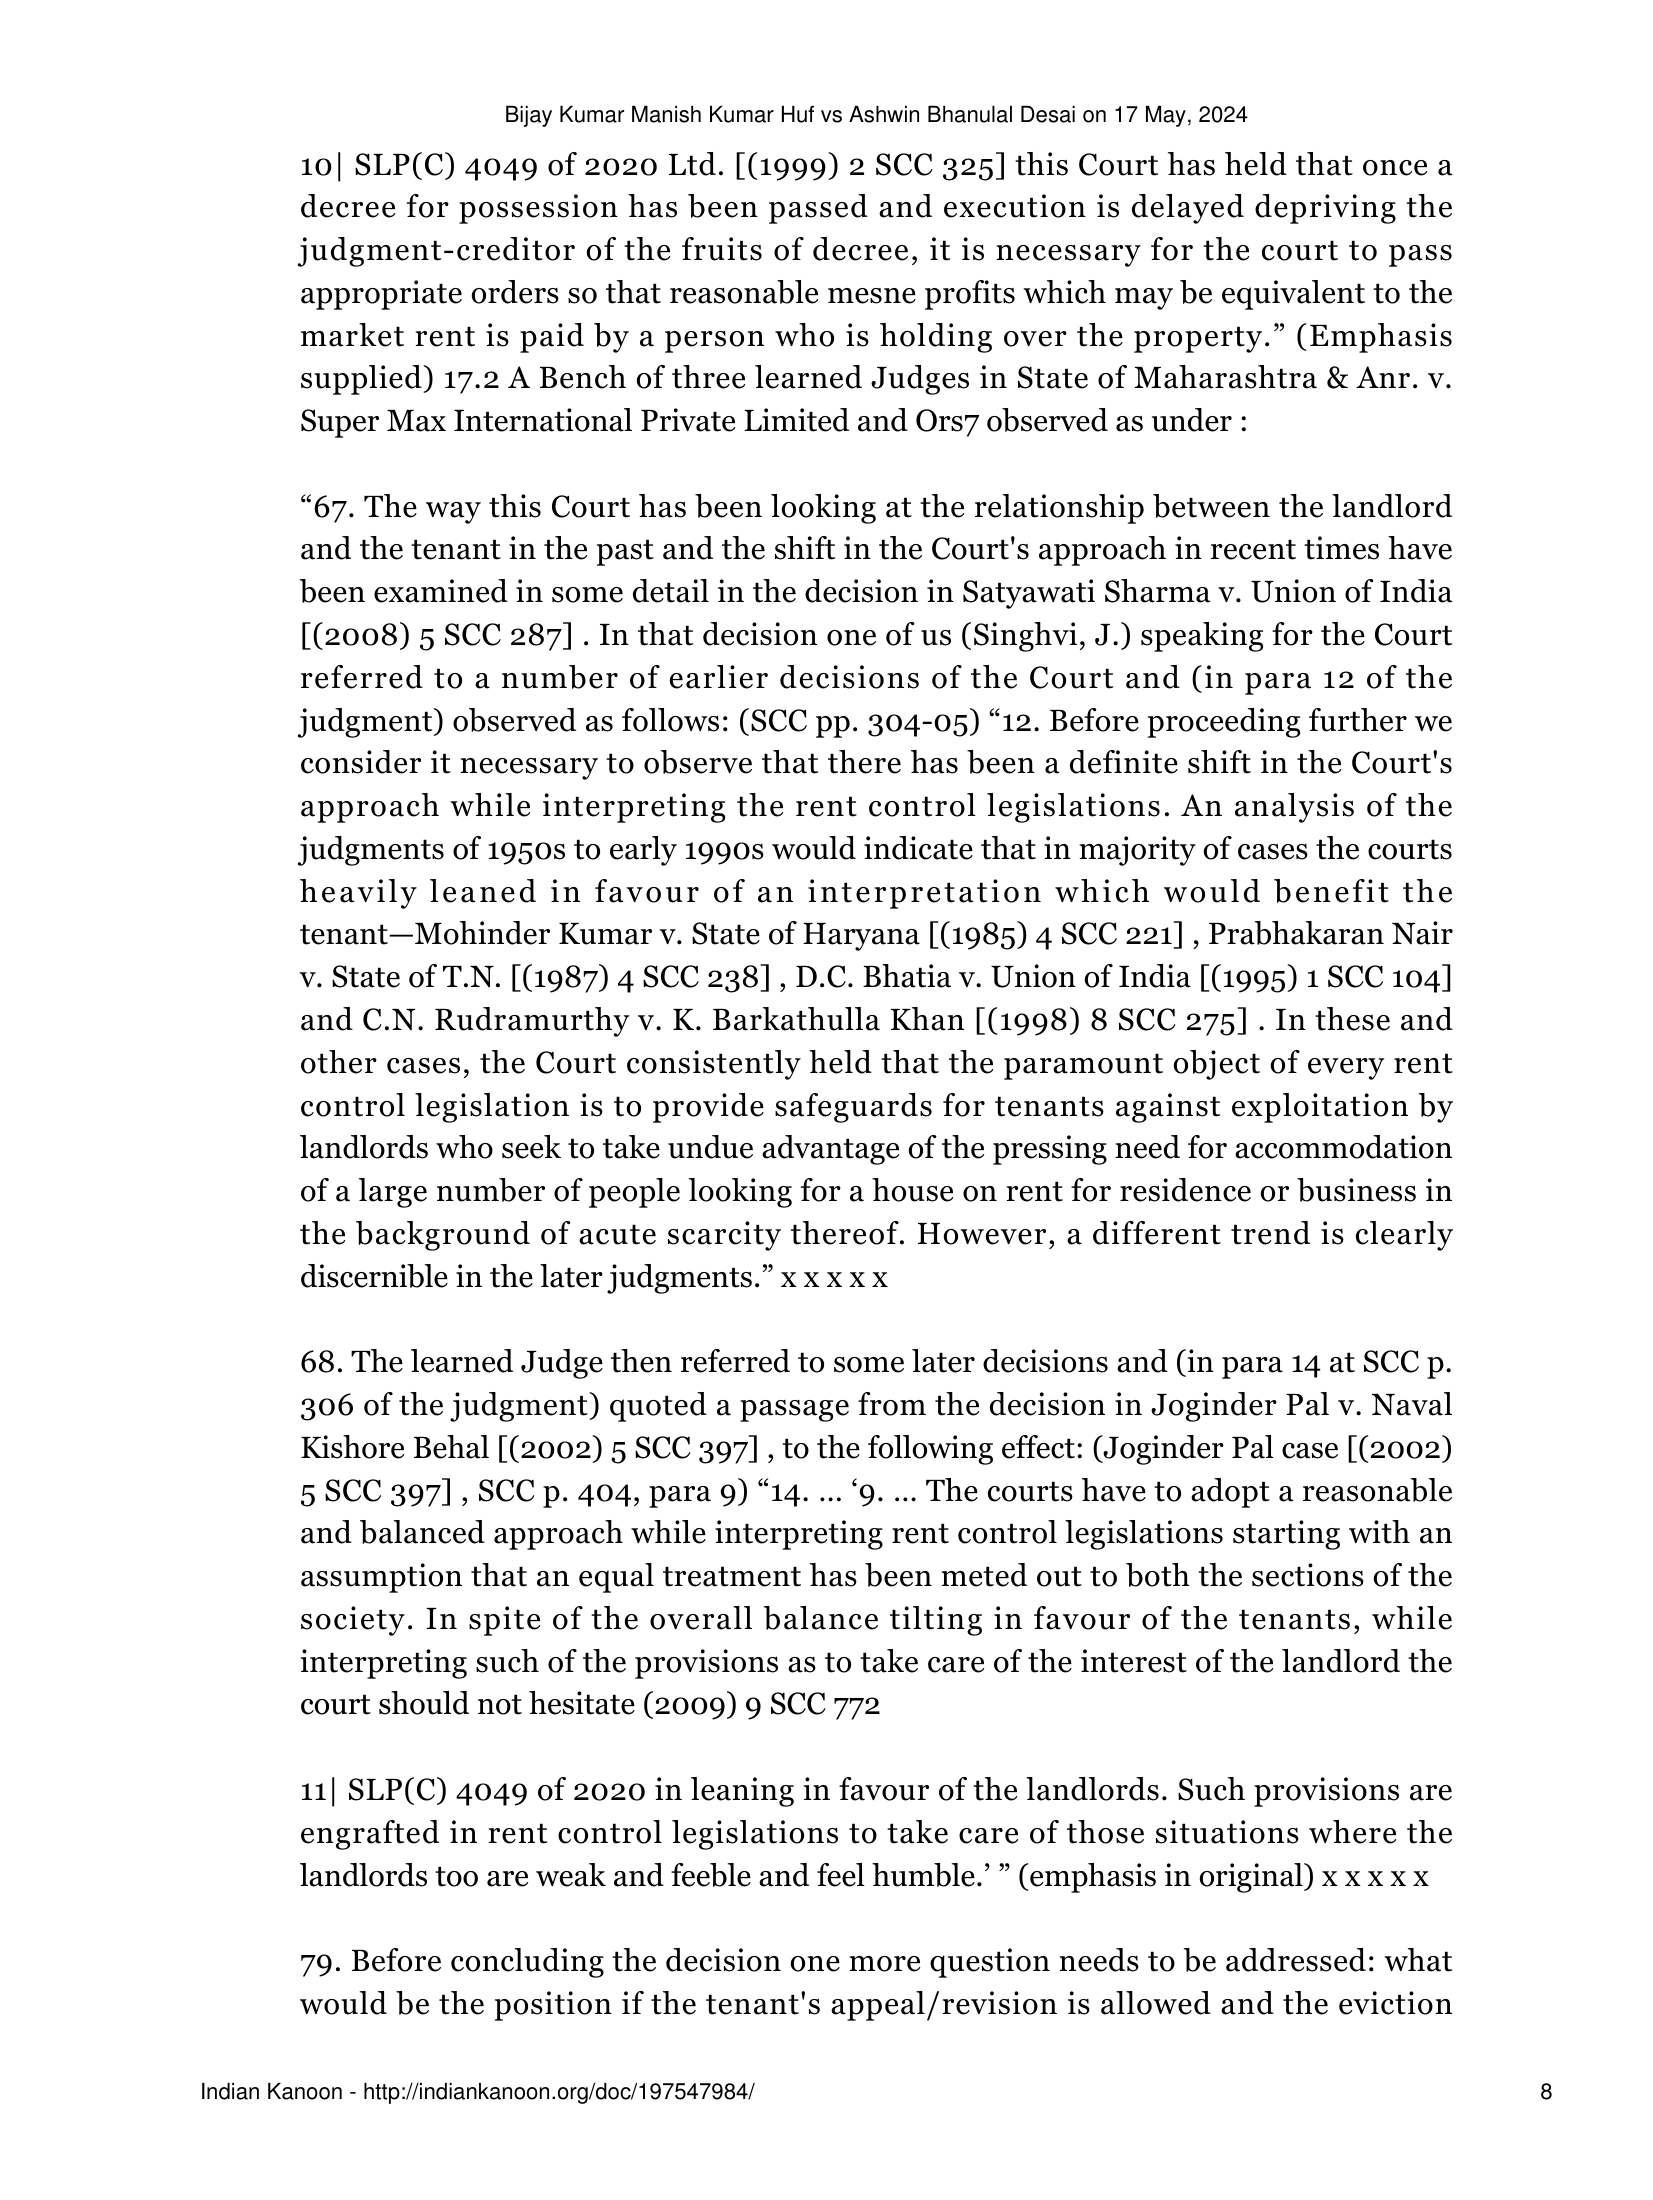 Bijay Kumar Manish Kumar Huf vs Ashwin Bhanulal Desai on 17 May, 2024
10| SLP(C) 4049 of 2020 Ltd. [(1999) 2 SCC 325] this Court has held that once a
decree for possession has been passed and execution is delayed depriving the
judgment-creditor of the fruits of decree, it is necessary for the court to pass
appropriate orders so that reasonable mesne profits which may be equivalent to the
market rent is paid by a person who is holding over the property.” (Emphasis
supplied) 17.2 A Bench of three learned Judges in State of Maharashtra & Anr. v.
Super Max International Private Limited and Ors7 observed as under :
“67. The way this Court has been looking at the relationship between the landlord
and the tenant in the past and the shift in the Court's approach in recent times have
been examined in some detail in the decision in Satyawati Sharma v. Union of India
[(2008) 5 SCC 287] . In that decision one of us (Singhvi, J.) speaking for the Court
referred to a number of earlier decisions of the Court and (in para 12 of the
judgment) observed as follows: (SCC pp. 304-05) “12. Before proceeding further we
consider it necessary to observe that there has been a definite shift in the Court's
approach while interpreting the rent control legislations. An analysis of the
judgments of 1950s to early 1990s would indicate that in majority of cases the courts
heavily leaned in favour of an interpretation which would benefit the
tenant—Mohinder Kumar v. State of Haryana [(1985) 4 SCC 221] , Prabhakaran Nair
v. State of T.N. [(1987) 4 SCC 238] , D.C. Bhatia v. Union of India [(1995) 1 SCC 104]
and C.N. Rudramurthy v. K. Barkathulla Khan [(1998) 8 SCC 275] . In these and
other cases, the Court consistently held that the paramount object of every rent
control legislation is to provide safeguards for tenants against exploitation by
landlords who seek to take undue advantage of the pressing need for accommodation
of a large number of people looking for a house on rent for residence or business in
the background of acute scarcity thereof. However, a different trend is clearly
discernible in the later judgments.” x x x x x
68. The learned Judge then referred to some later decisions and (in para 14 at SCC p.
306 of the judgment) quoted a passage from the decision in Joginder Pal v. Naval
Kishore Behal [(2002) 5 SCC 397] , to the following effect: (Joginder Pal case [(2002)
5 SCC 397] , SCC p. 404, para 9) “14. … ‘9. … The courts have to adopt a reasonable
and balanced approach while interpreting rent control legislations starting with an
assumption that an equal treatment has been meted out to both the sections of the
society. In spite of the overall balance tilting in favour of the tenants, while
interpreting such of the provisions as to take care of the interest of the landlord the
court should not hesitate (2009) 9 SCC 772
11| SLP(C) 4049 of 2020 in leaning in favour of the landlords. Such provisions are
engrafted in rent control legislations to take care of those situations where the
landlords too are weak and feeble and feel humble.’ ” (emphasis in original) x x x x x
79. Before concluding the decision one more question needs to be addressed: what
would be the position if the tenant's appeal/revision is allowed and the eviction
Indian Kanoon - http://indiankanoon.org/doc/197547984/
8